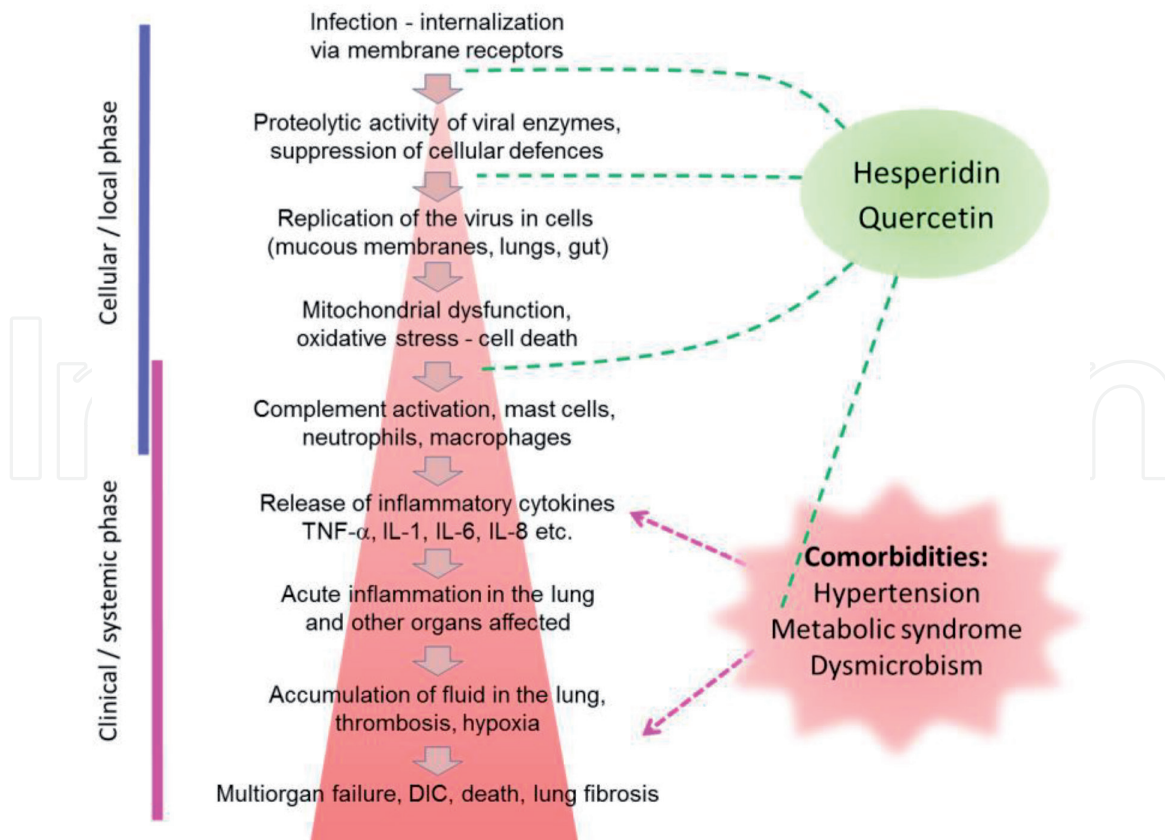 Infection - internalization
via membrane receptors
Proteolytic activity of viral enzymes,
suppression of cellular defences
Replication of the virus in cells
(mucous membranes, lungs, gut)
Mitochondrial dysfunction,
oxidative stress - cell death
Complement activation, mast cells,
neutrophils, macrophages
Release of inflammatory cytokines
TNF-α, IL-1, IL-6, IL-8 etc.
Acute inflammation in the lung
and other organs affected
Accumulation of fluid in the lung,
thrombosis, hypoxia
Multiorgan failure, DIC, death, lung fibrosis
Cellular / local phase
Clinical / systemic phase
Hesperidin
Quercetin
Comorbidities:
Hypertension
Metabolic syndrome
Dysmicrobism